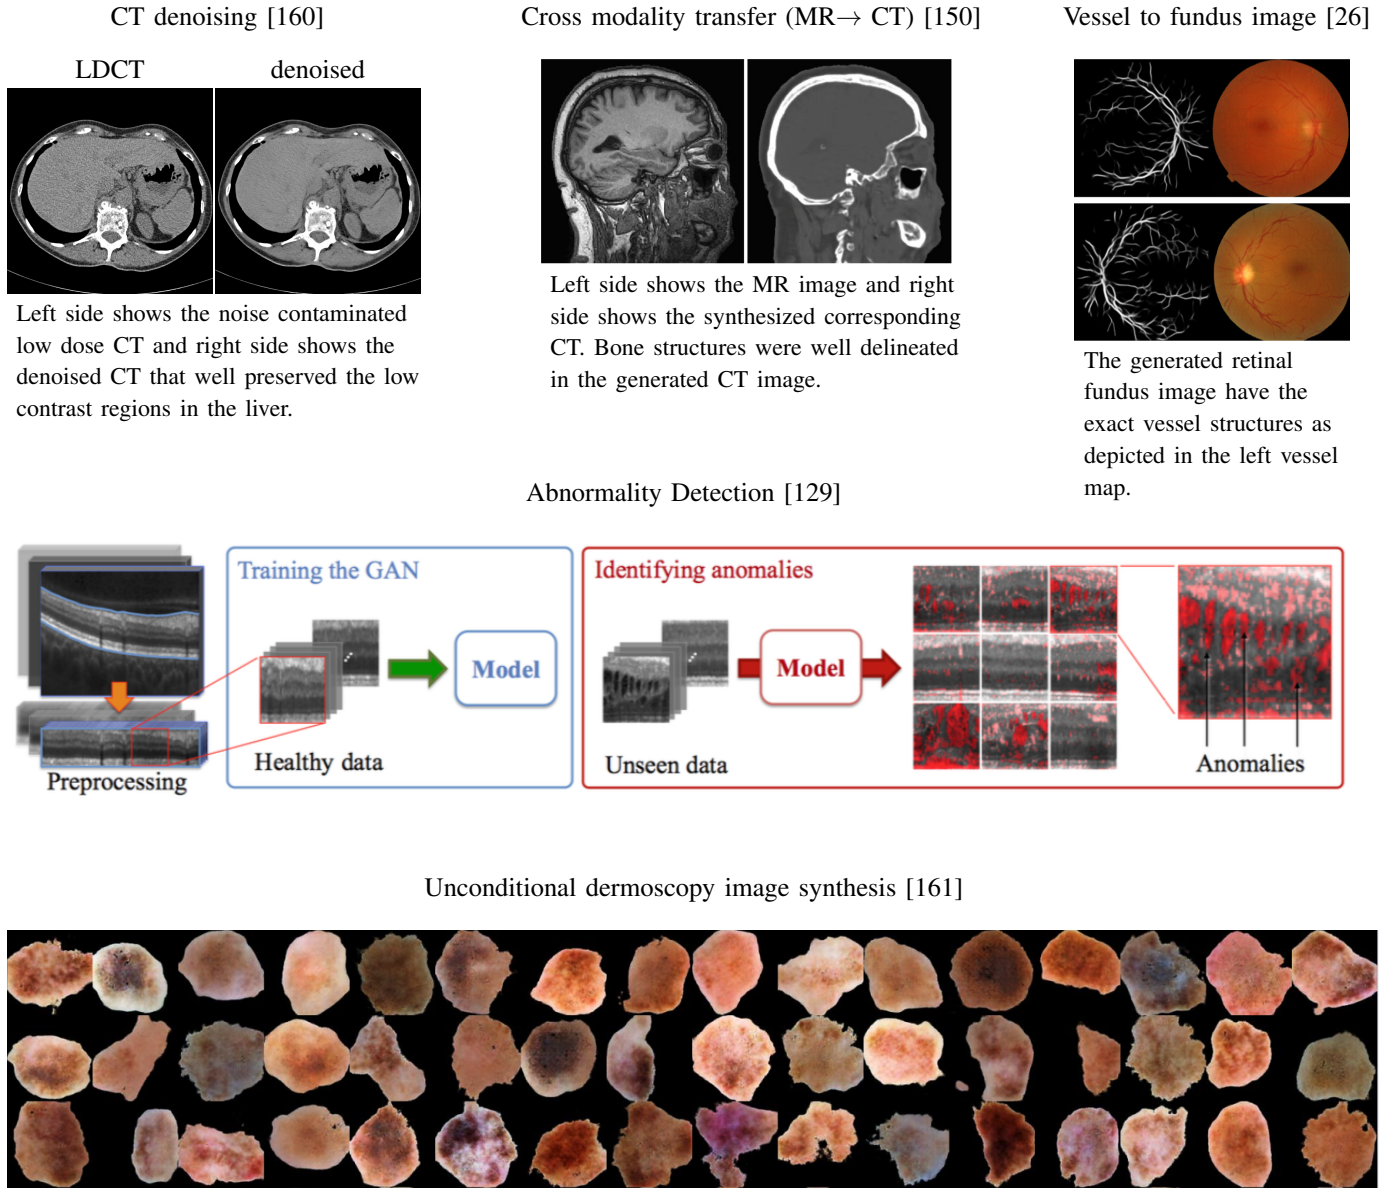 CT denoising [160]
LDCT denoised
Left side shows the noise contaminated
low dose CT and right side shows the
denoised CT that well preserved the low
contrast regions in the liver.
Cross modality transfer (MR→ CT) [150]
Left side shows the MR image and right
side shows the synthesized corresponding
CT. Bone structures were well delineated
in the generated CT image.
Vessel to fundus image [26]
The generated retinal
fundus image have the
exact vessel structures as
depicted in the left vessel
map.
Abnormality Detection [129]
Preprocessing
Training the GAN
Healthy data
Model
Identifying anomalies
Unseen data
Model
Anomalies
Unconditional dermoscopy image synthesis [161]